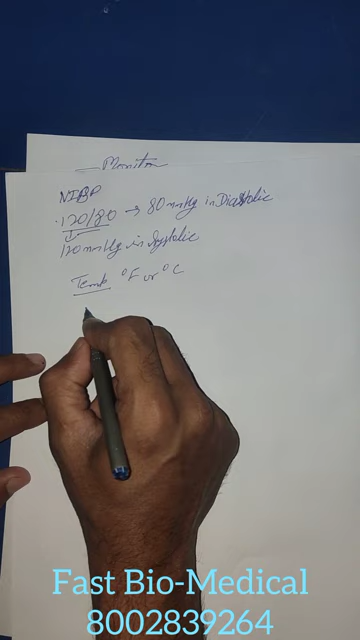 Monitor
NIBP
120/80 → 80 mmHg in Diastolic
120 mmHg in Systolic
Temp °F or °C
Fast Bio-Medical
8002839264